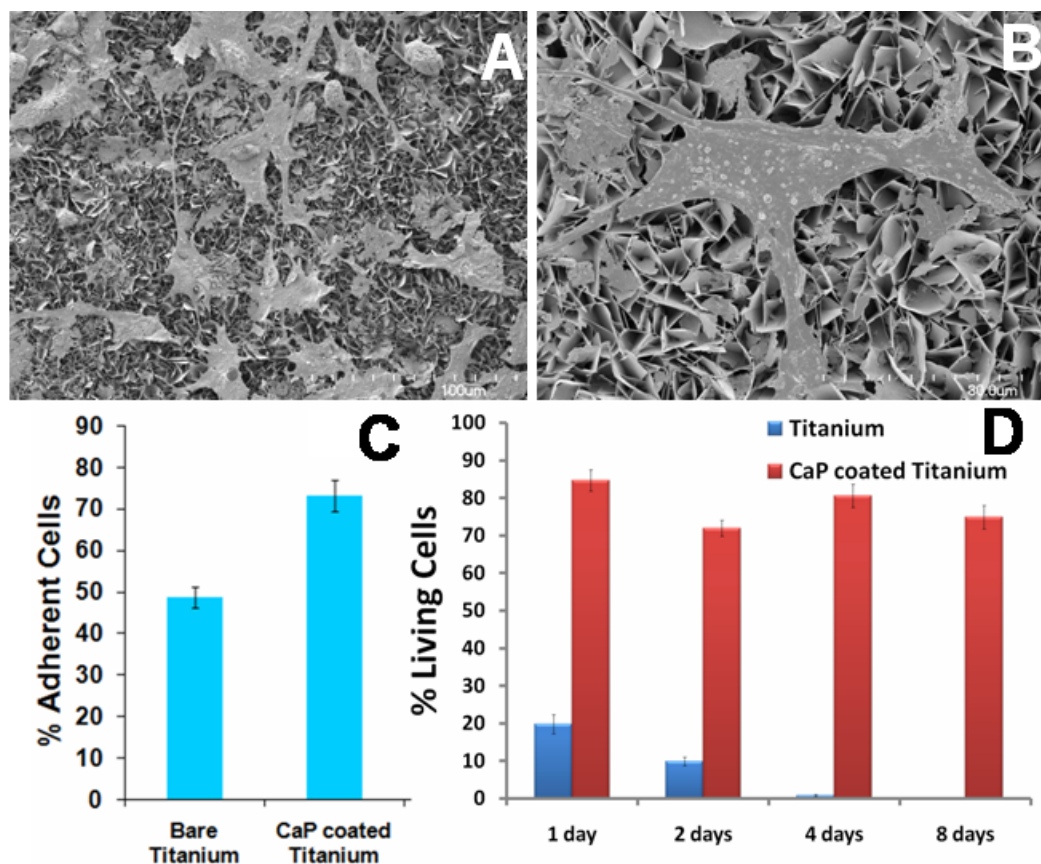 A
100um
B
30.0um
C
% Adherent Cells
90
80
70
60
50
40
30
20
10
0
Bare
Titanium
CaP coated
Titanium
D
Titanium
CaP coated Titanium
% Living Cells
100
90
80
70
60
50
40
30
20
10
0
1 day
2 days
4 days
8 days